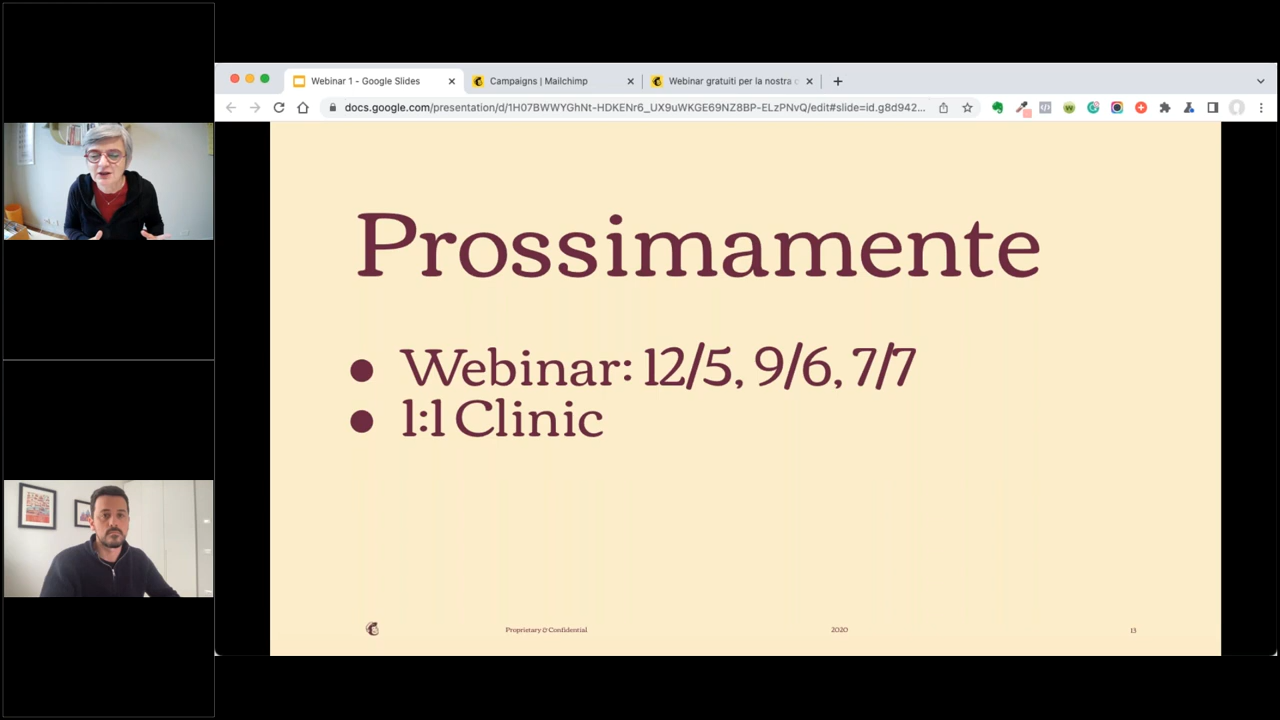 Webinar 1 - Google Slides
Campaigns | Mailchimp
Webinar gratuiti per la nostra c
docs.google.com/presentation/d/1H07BWWYGhNt-HDKENr6_UX9uWKGE69NZ8BP-ELzPNvQ/edit#slide=id.g8d942...
Prossimamente
• Webinar: 12/5, 9/6, 7/7
• 1:1 Clinic
Proprietary & Confidential
2020
13